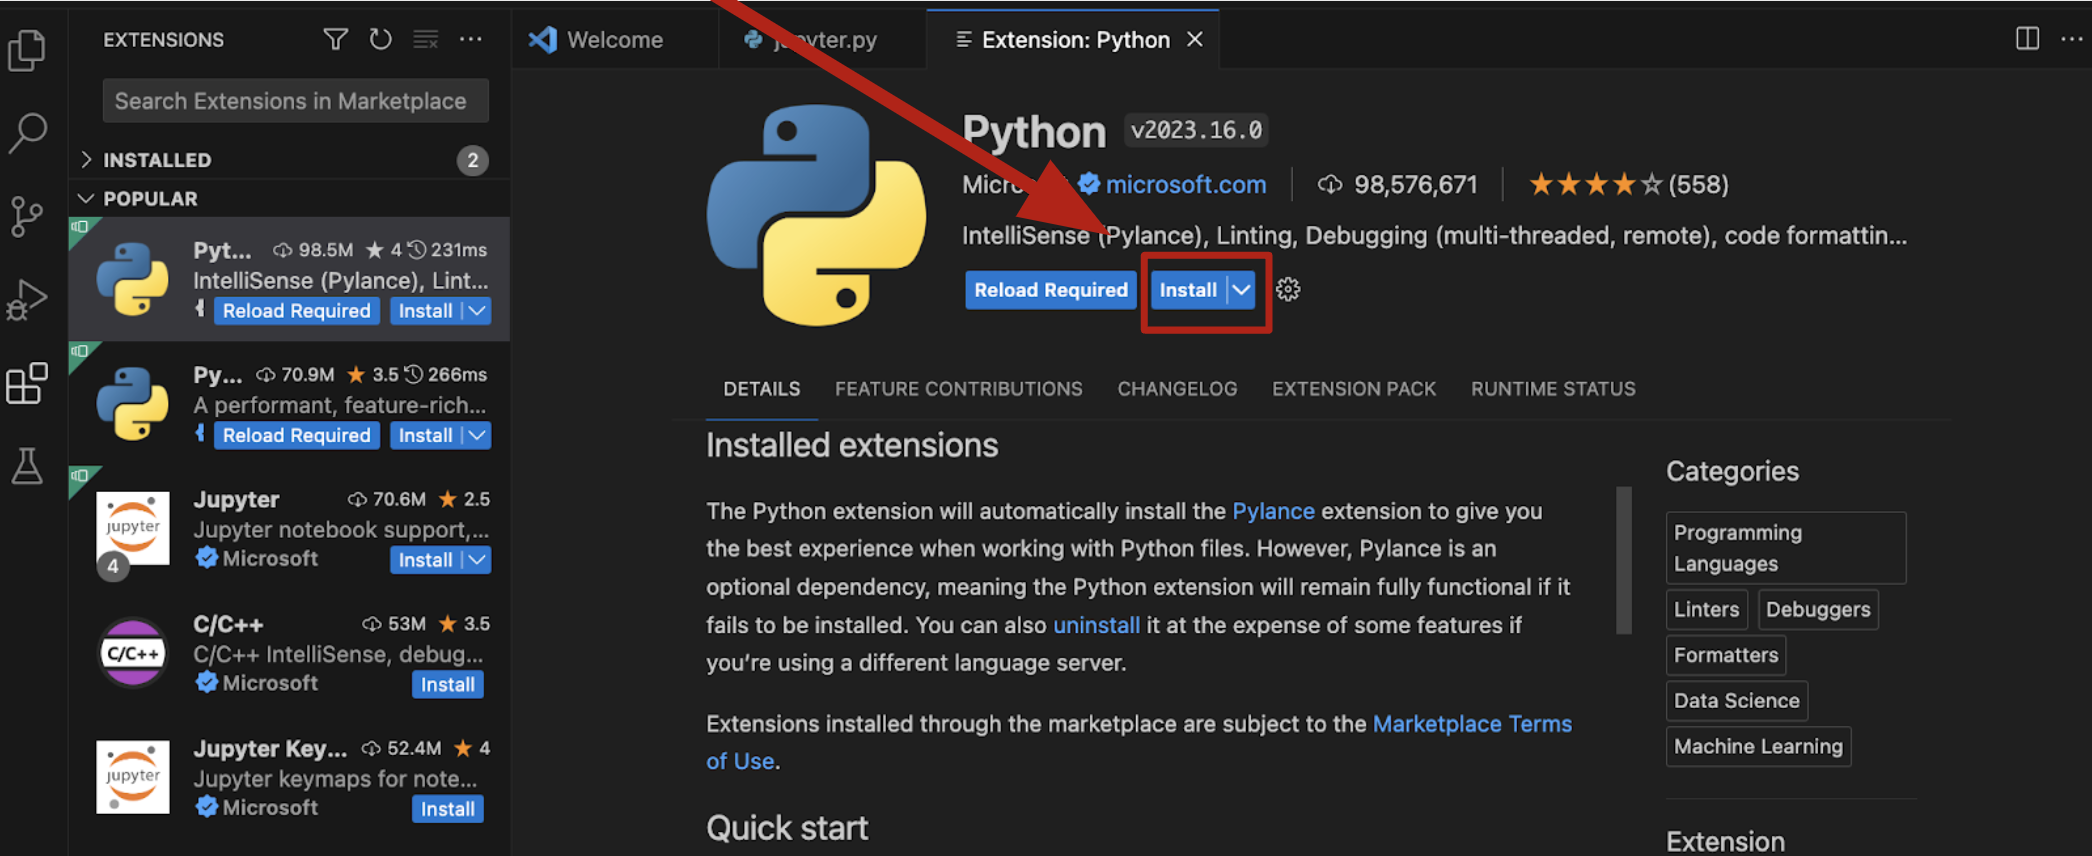 EXTENSIONS
Search Extensions in Marketplace
INSTALLED
2
POPULAR
Pyt... 98.5M 4 231ms
IntelliSense (Pylance), Lint...
Reload Required Install
Py... 70.9M 3.5 266ms
A performant, feature-rich...
Reload Required Install
Jupyter 70.6M 2.5
Jupyter notebook support,...
Microsoft Install
jupyter
4
C/C++ 53M 3.5
C/C++ IntelliSense, debug...
Microsoft Install
C/C++
Jupyter Key... 52.4M 4
Jupyter keymaps for note...
Microsoft Install
jupyter
Welcome
Extension: Python
Python v2023.16.0
microsoft.com 98,576,671 (558)
IntelliSense (Pylance), Linting, Debugging (multi-threaded, remote), code formattin...
Reload Required Install
DETAILS FEATURE CONTRIBUTIONS CHANGELOG EXTENSION PACK RUNTIME STATUS
Installed extensions
The Python extension will automatically install the Pylance extension to give you
the best experience when working with Python files. However, Pylance is an
optional dependency, meaning the Python extension will remain fully functional if it
fails to be installed. You can also uninstall it at the expense of some features if
you're using a different language server.
Extensions installed through the marketplace are subject to the Marketplace Terms
of Use.
Quick start
Categories
Programming
Languages
Linters Debuggers
Formatters
Data Science
Machine Learning
Extension